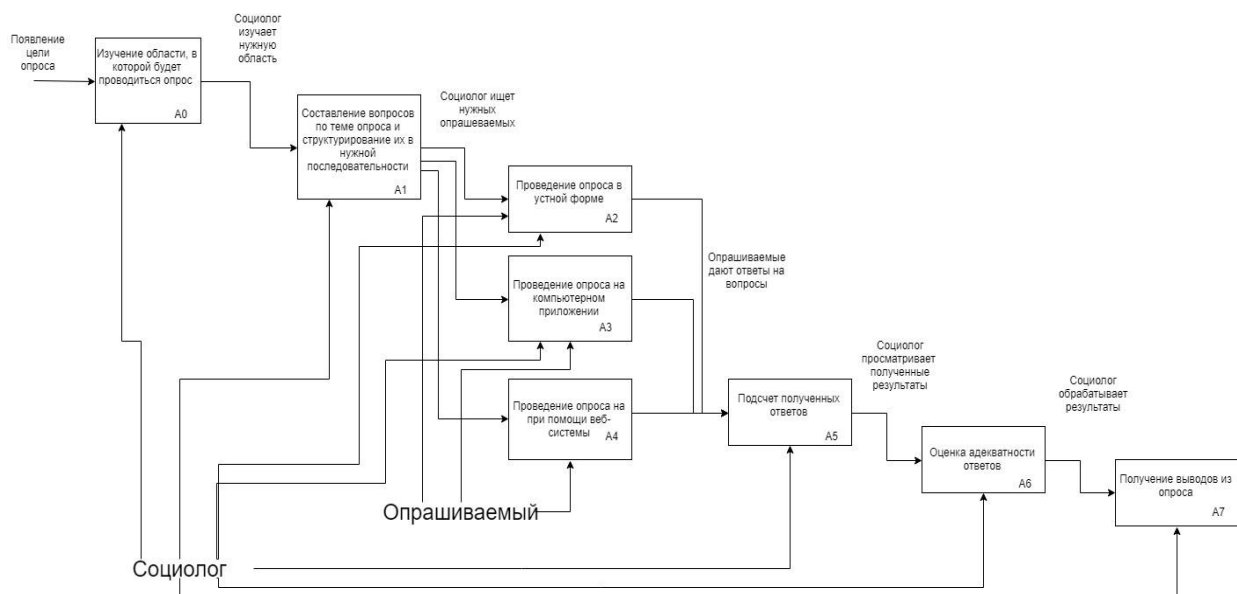 Появление
цели
опроса
Изучение области, в
которой будет
проводиться опрос
A0
Социолог
изучает
нужную
область
Составление вопросов
по теме опроса и
структурирование их в
нужной
последовательности
A1
Социолог ищет
нужных
опрашеваемых
Проведение опроса в
устной форме
A2
Проведение опроса на
компьютерном
приложении
A3
Проведение опроса на
при помощи веб-
системы
A4
Опрашиваемые
дают ответы на
вопросы
Подсчет полученных
ответов
A5
Социолог
просматривает
полученные
результаты
Оценка адекватности
ответов
A6
Социолог
обрабатывает
результаты
Получение выводов из
опроса
A7
Опрашиваемый
Социолог